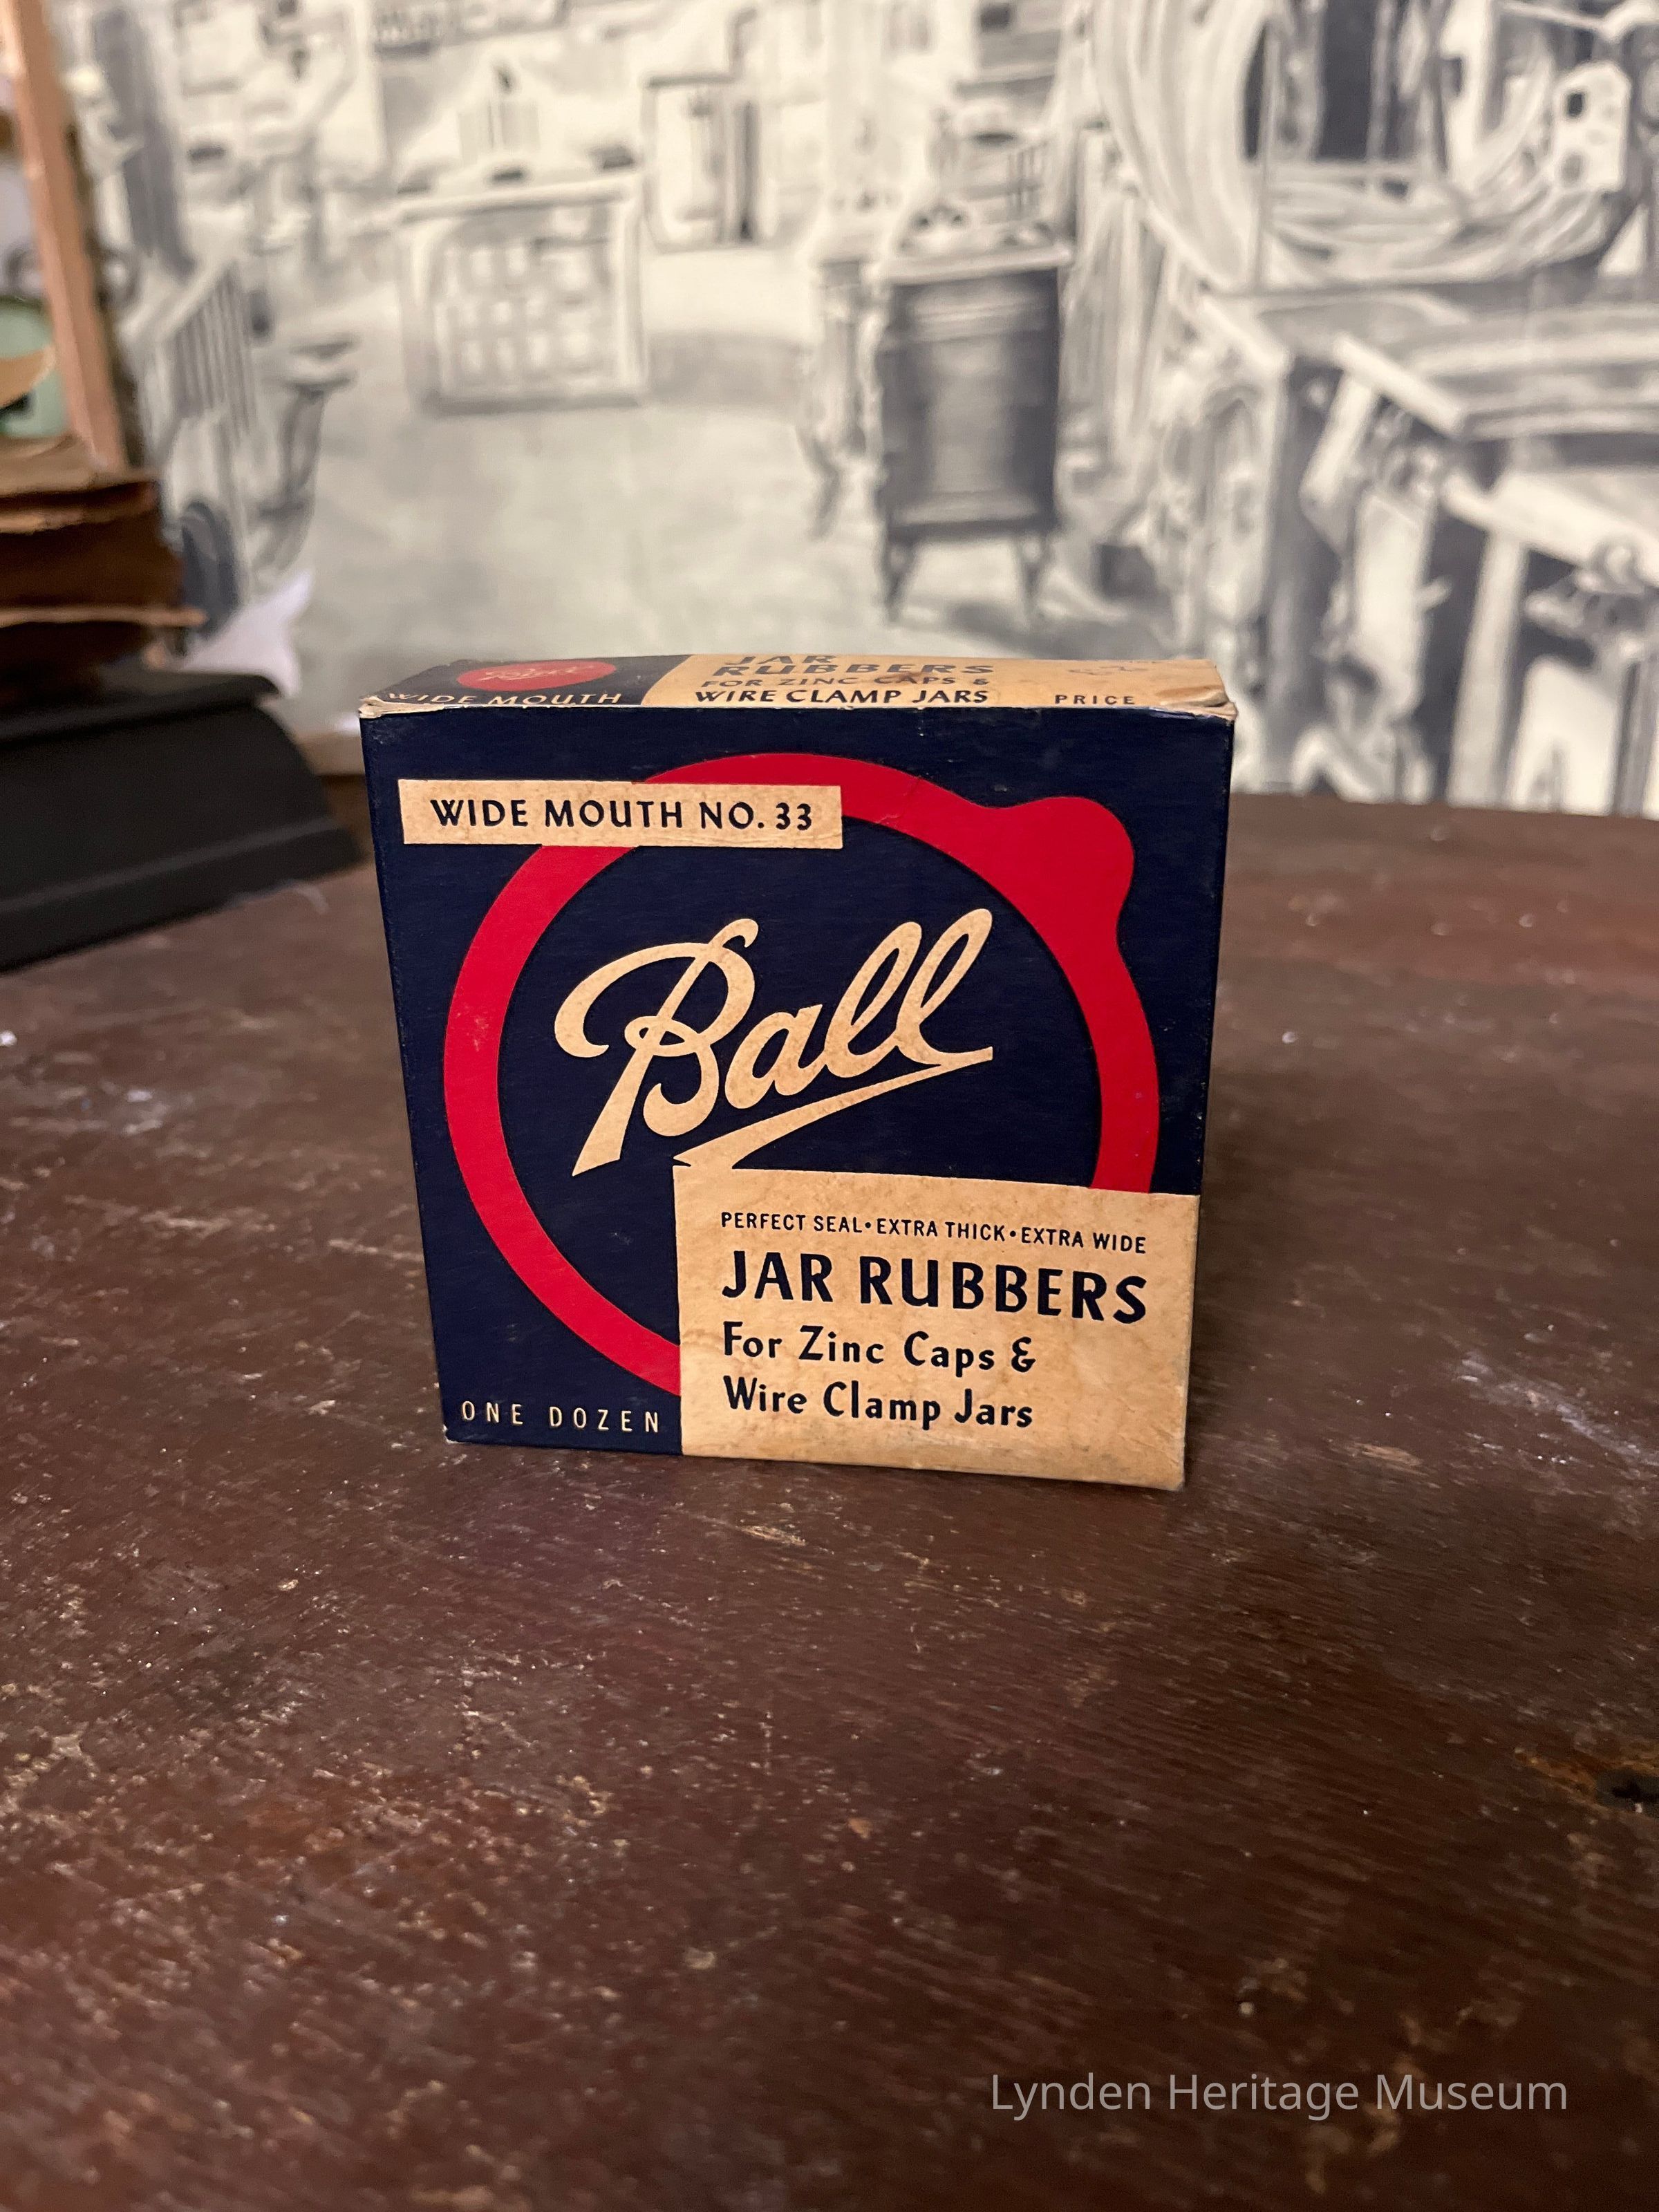 WIDE MOUTH
JAR
RUBBERS
FOR ZINC CAPS &
WIRE CLAMP JARS
PRICE
WIDE MOUTH NO. 33
Ball
PERFECT SEAL•EXTRA THICK•EXTRA WIDE
JAR RUBBERS
For Zinc Caps &
Wire Clamp Jars
ONE DOZEN
Lynden Heritage Museum